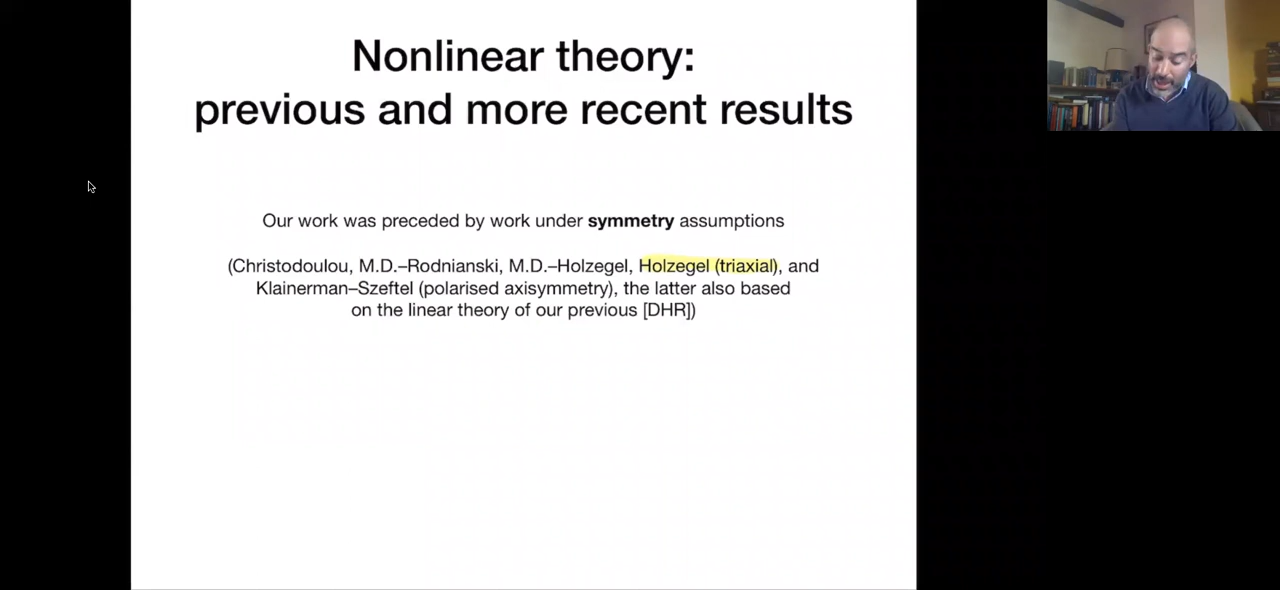 Nonlinear theory:
previous and more recent results
Our work was preceded by work under symmetry assumptions
(Christodoulou, M.D.–Rodnianski, M.D.–Holzegel, Holzegel (triaxial), and
Klainerman–Szeftel (polarised axisymmetry), the latter also based
on the linear theory of our previous [DHR])